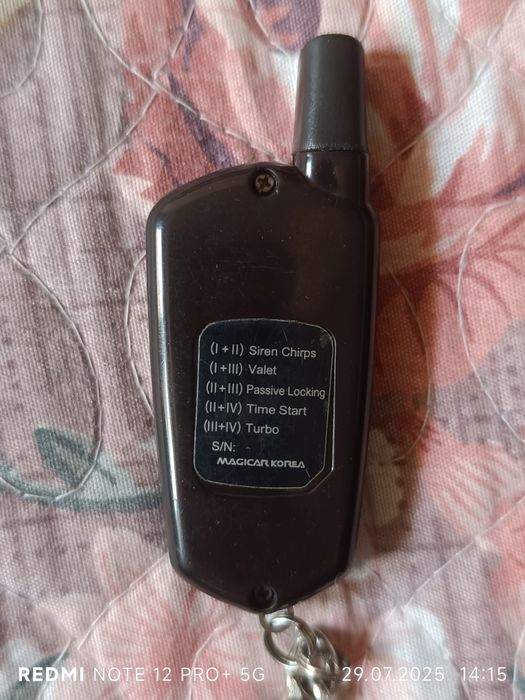 (I + II) Siren Chirps
(I+III) Valet
(II+III) Passive Locking
(II+IV) Time Start
(III+IV) Turbo
S/N:
MAGICAR KOREA
REDMI NOTE 12 PRO+ 5G 29.07.2025 14:15